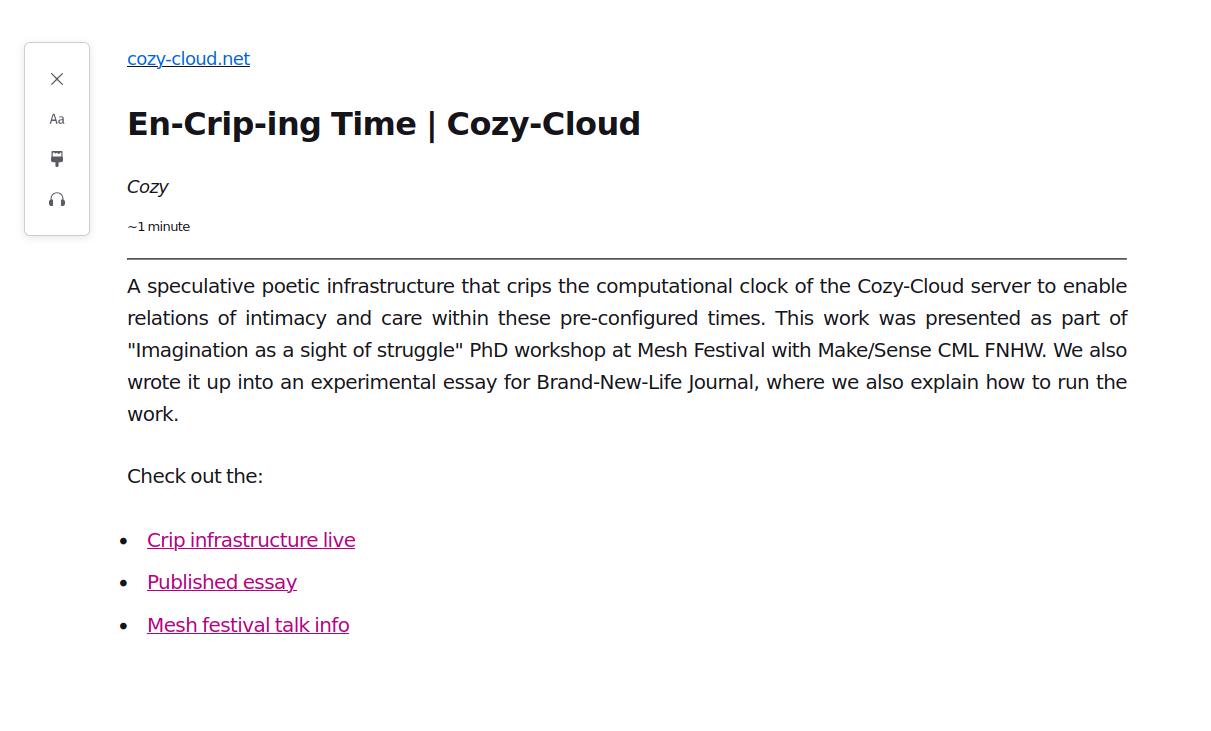 cozy-cloud.net
En-Crip-ing Time | Cozy-Cloud
Cozy
~1 minute
Aa
A speculative poetic infrastructure that crips the computational clock of the Cozy-Cloud server to enable
relations of intimacy and care within these pre-configured times. This work was presented as part of
"Imagination as a sight of struggle" PhD workshop at Mesh Festival with Make/Sense CML FNHW. We also
wrote it up into an experimental essay for Brand-New-Life Journal, where we also explain how to run the
work.
Check out the:
• Crip infrastructure live
• Published essay
• Mesh festival talk info